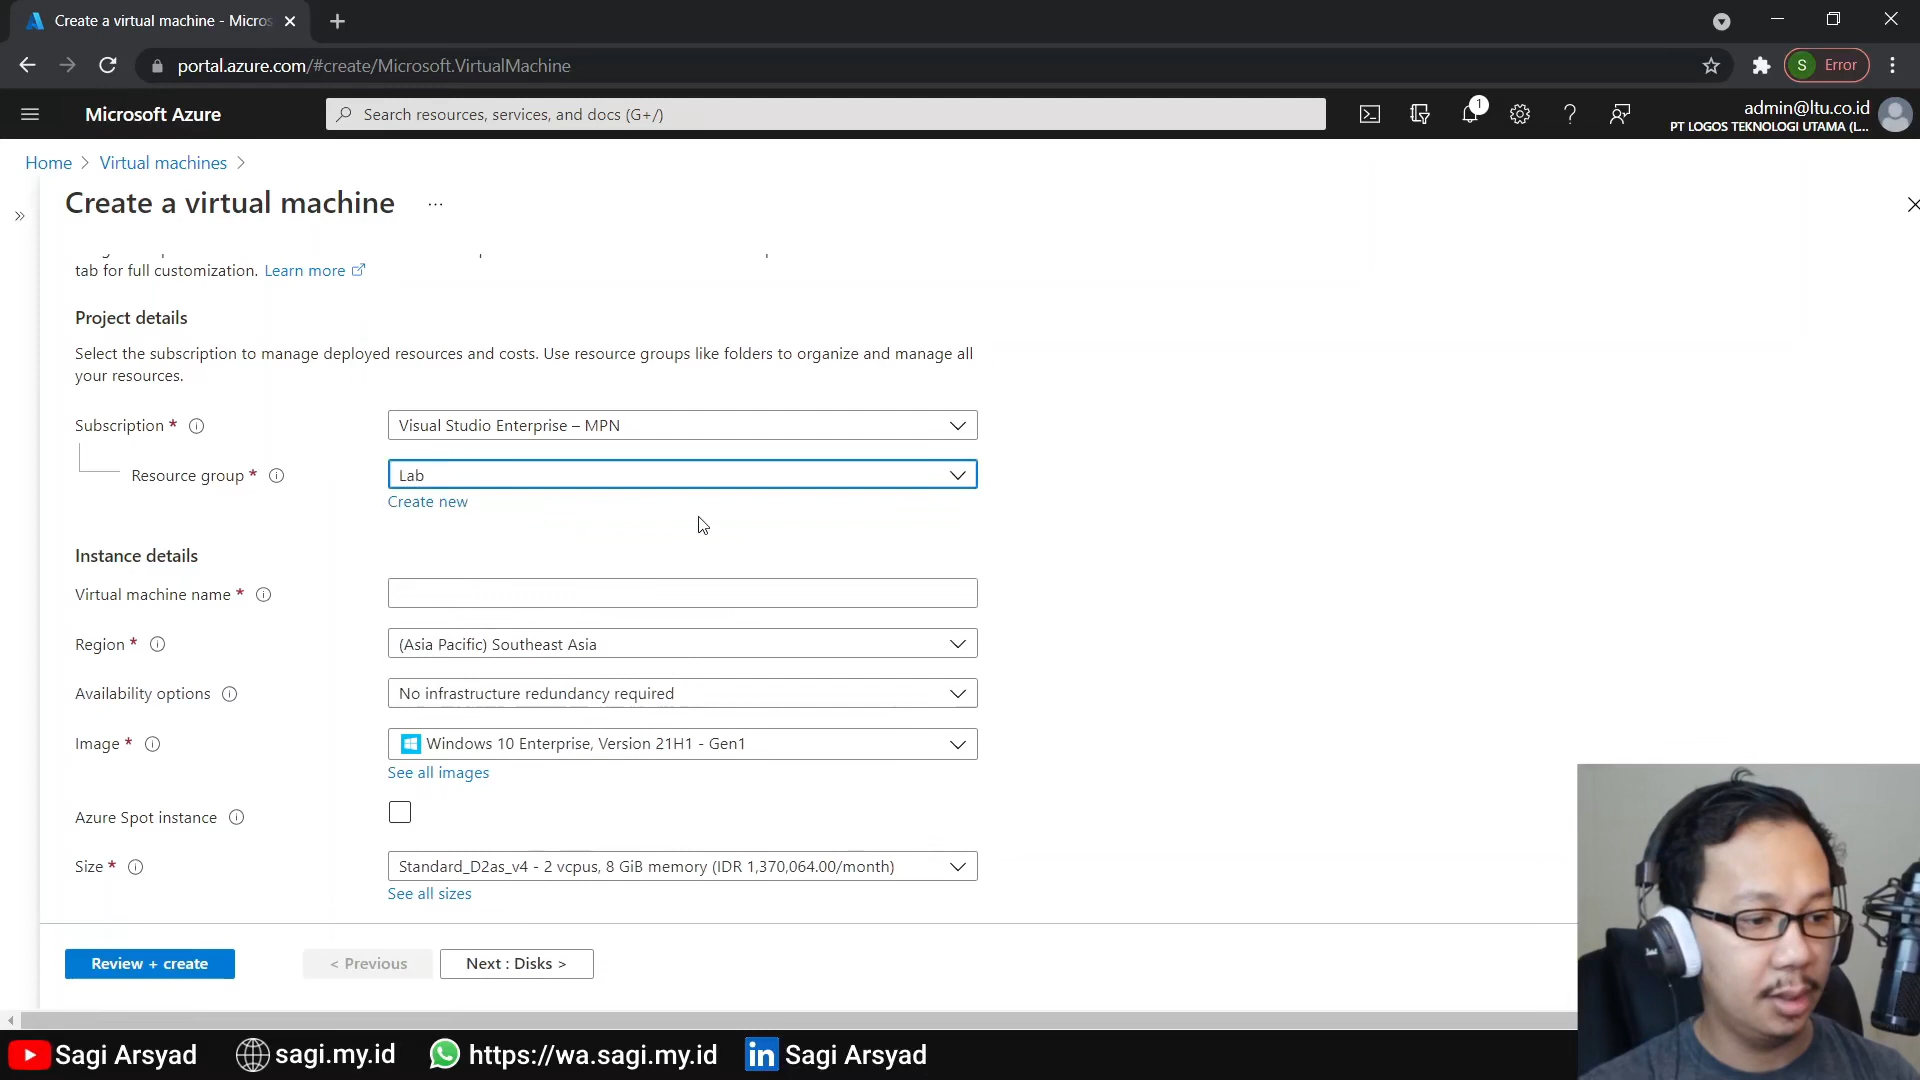 Create a virtual machine - Micros
portal.azure.com/#create/Microsoft.VirtualMachine
S Error
Microsoft Azure
Search resources, services, and docs (G+/)
1
admin@ltu.co.id
PT LOGOS TEKNOLOGI UTAMA (L...
Home > Virtual machines >
Create a virtual machine ...
tab for full customization. Learn more
Project details
Select the subscription to manage deployed resources and costs. Use resource groups like folders to organize and manage all
your resources.
Subscription * Visual Studio Enterprise – MPN
Resource group * Lab
Create new
Instance details
Virtual machine name *
Region * (Asia Pacific) Southeast Asia
Availability options No infrastructure redundancy required
Image * Windows 10 Enterprise, Version 21H1 - Gen1
See all images
Azure Spot instance
Size * Standard_D2as_v4 - 2 vcpus, 8 GiB memory (IDR 1,370,064.00/month)
See all sizes
Review + create
< Previous
Next : Disks >
Sagi Arsyad
sagi.my.id
https://wa.sagi.my.id
in Sagi Arsyad